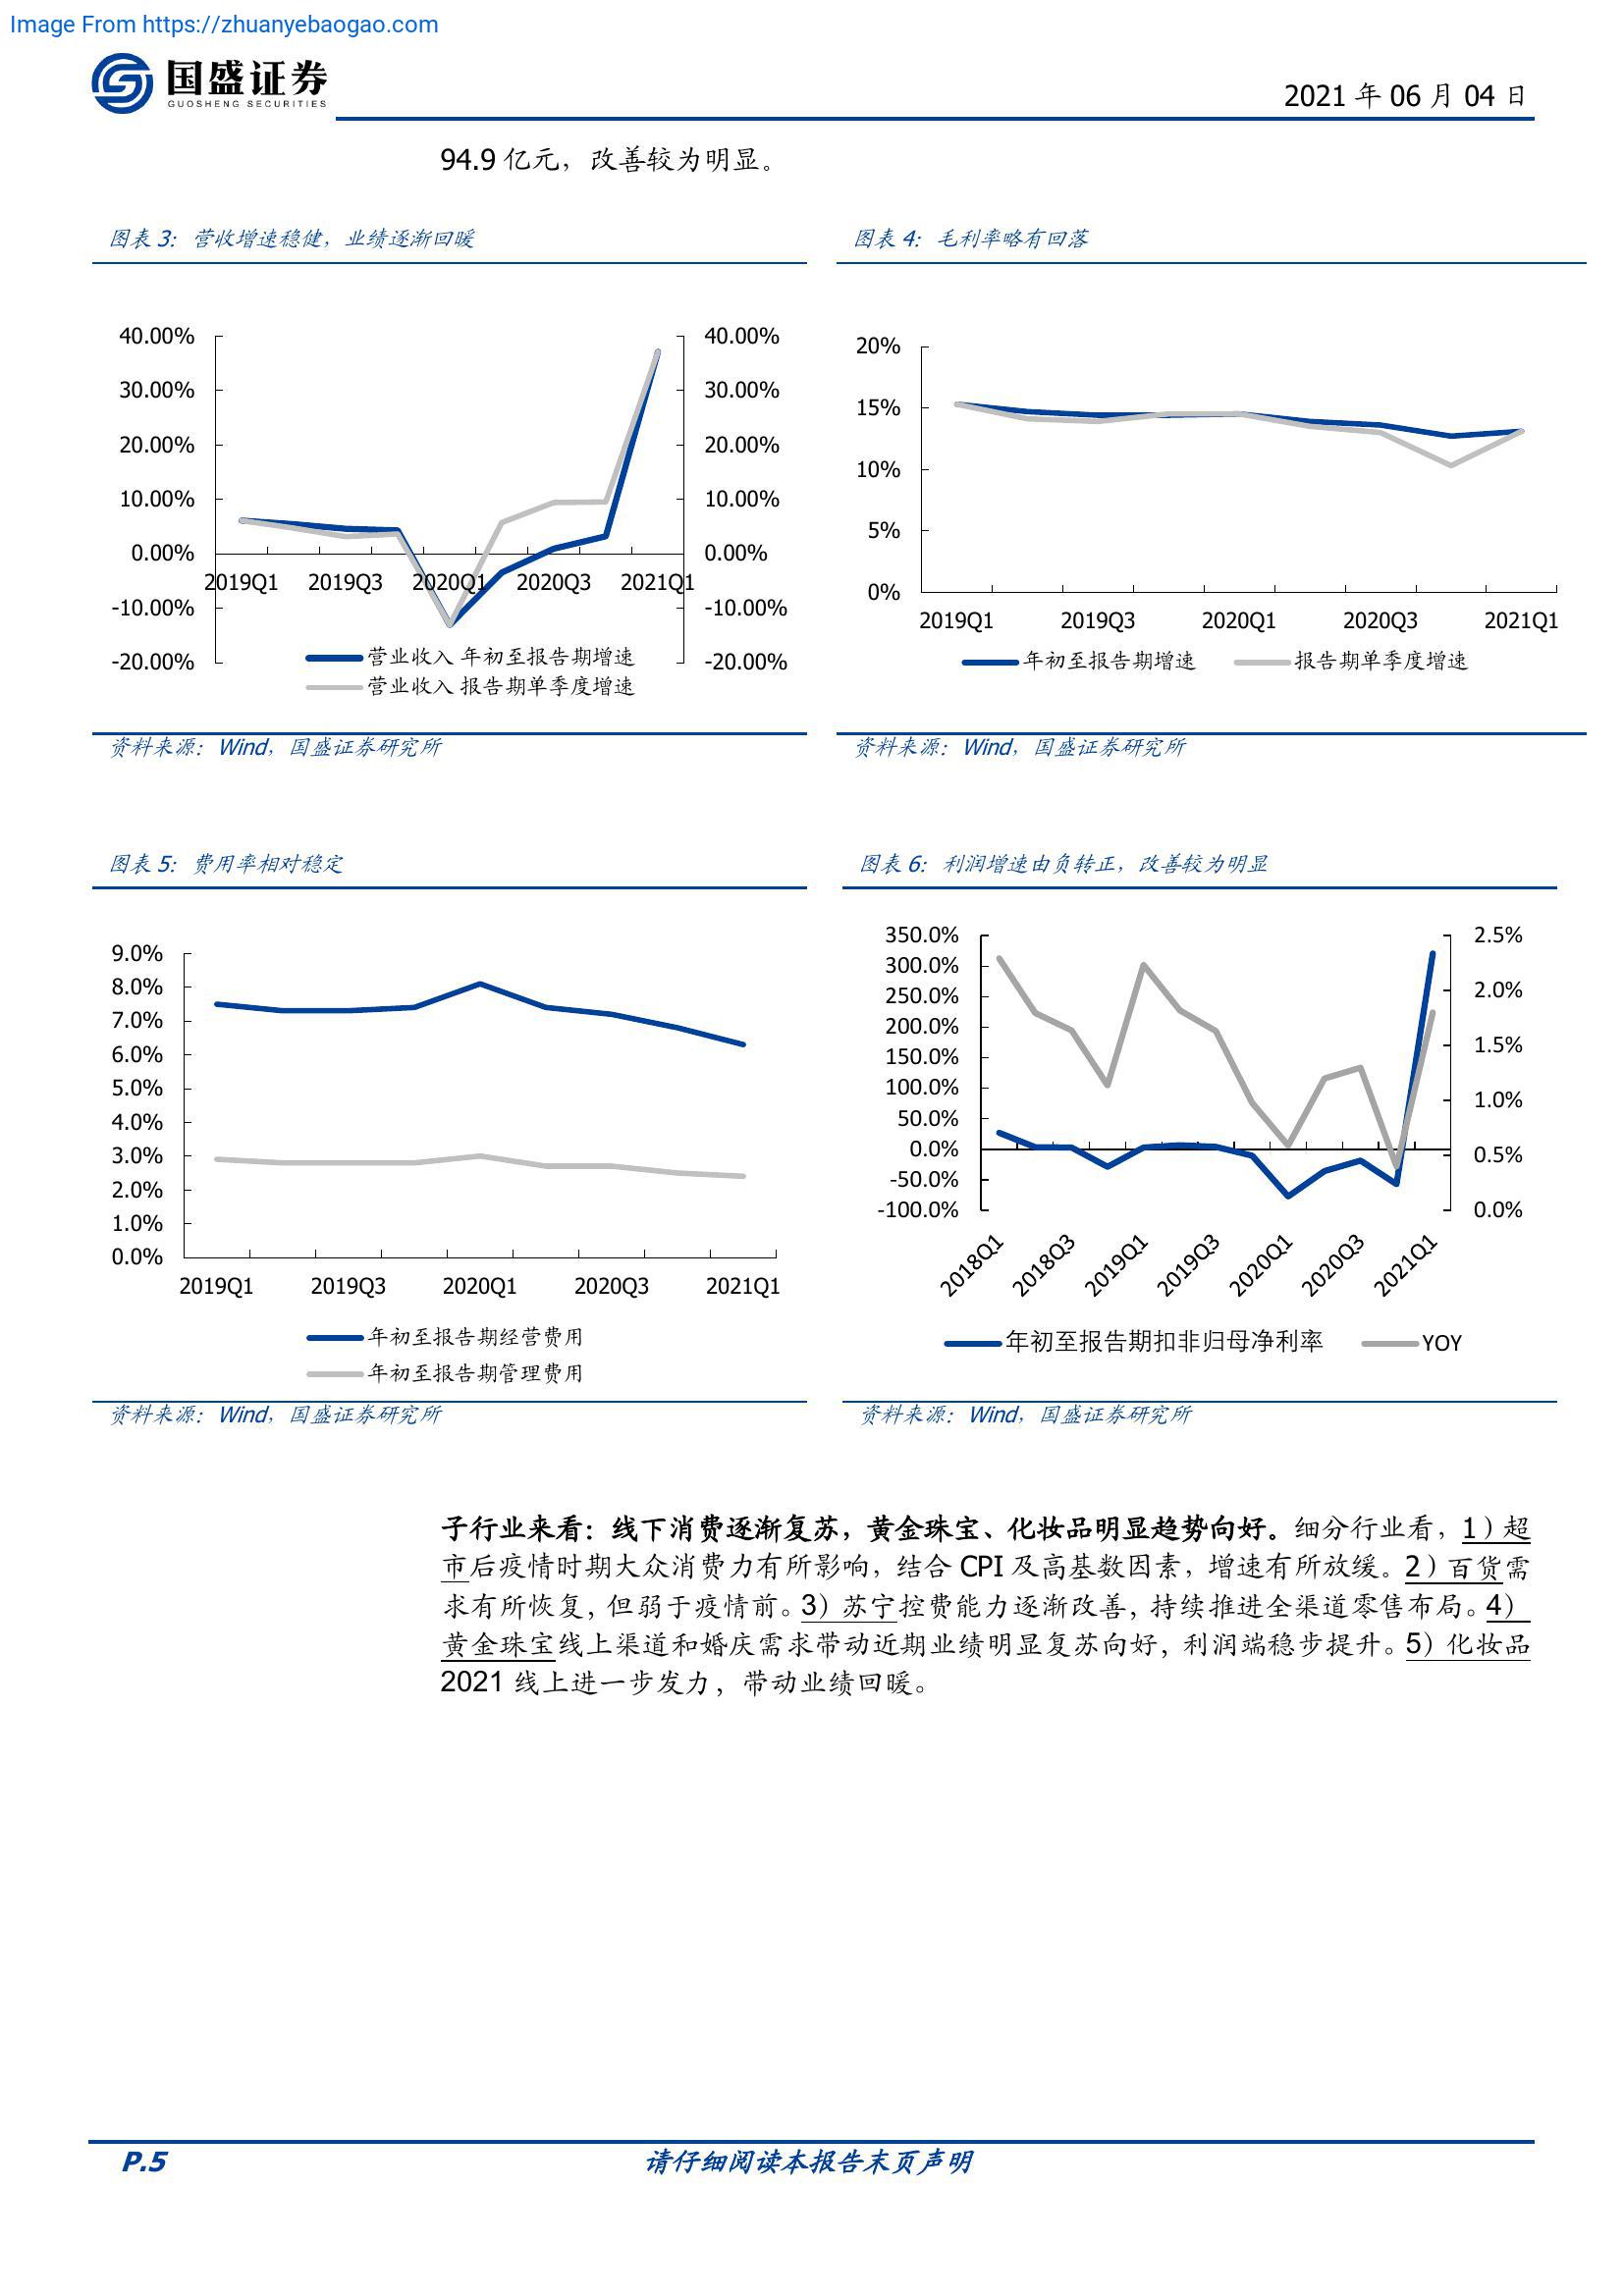 Image From https://zhuanyebaogao.com
国盛证券
GUOSHENG SECURITIES
2021 年 06 月 04 日
94.9 亿元，改善较为明显。
图表 3： 营收增速稳健，业绩逐渐回暖
40.00%
30.00%
20.00%
10.00%
0.00%
-10.00%
-20.00%
40.00%
30.00%
20.00%
10.00%
0.00%
-10.00%
-20.00%
2019Q1 2019Q3 2020Q1 2020Q3 2021Q1
营业收入 年初至报告期增速
营业收入 报告期单季度增速
资料来源：Wind，国盛证券研究所
图表 4： 毛利率略有回落
20%
15%
10%
5%
0%
2019Q1 2019Q3 2020Q1 2020Q3 2021Q1
年初至报告期增速 报告期单季度增速
资料来源：Wind，国盛证券研究所
图表 5： 费用率相对稳定
9.0%
8.0%
7.0%
6.0%
5.0%
4.0%
3.0%
2.0%
1.0%
0.0%
2019Q1 2019Q3 2020Q1 2020Q3 2021Q1
年初至报告期经营费用
年初至报告期管理费用
资料来源：Wind，国盛证券研究所
图表 6： 利润增速由负转正，改善较为明显
350.0%
300.0%
250.0%
200.0%
150.0%
100.0%
50.0%
0.0%
-50.0%
-100.0%
2.5%
2.0%
1.5%
1.0%
0.5%
0.0%
2018Q1 2018Q3 2019Q1 2019Q3 2020Q1 2020Q3 2021Q1
年初至报告期扣非归母净利率 YOY
资料来源：Wind，国盛证券研究所
子行业来看：线下消费逐渐复苏，黄金珠宝、化妆品明显趋势向好。细分行业看，1）超
市后疫情时期大众消费力有所影响，结合 CPI 及高基数因素，增速有所放缓。2）百货需
求有所恢复，但弱于疫情前。3）苏宁控费能力逐渐改善，持续推进全渠道零售布局。4）
黄金珠宝线上渠道和婚庆需求带动近期业绩明显复苏向好，利润端稳步提升。5）化妆品
2021 线上进一步发力，带动业绩回暖。
P.5
请仔细阅读本报告末页声明